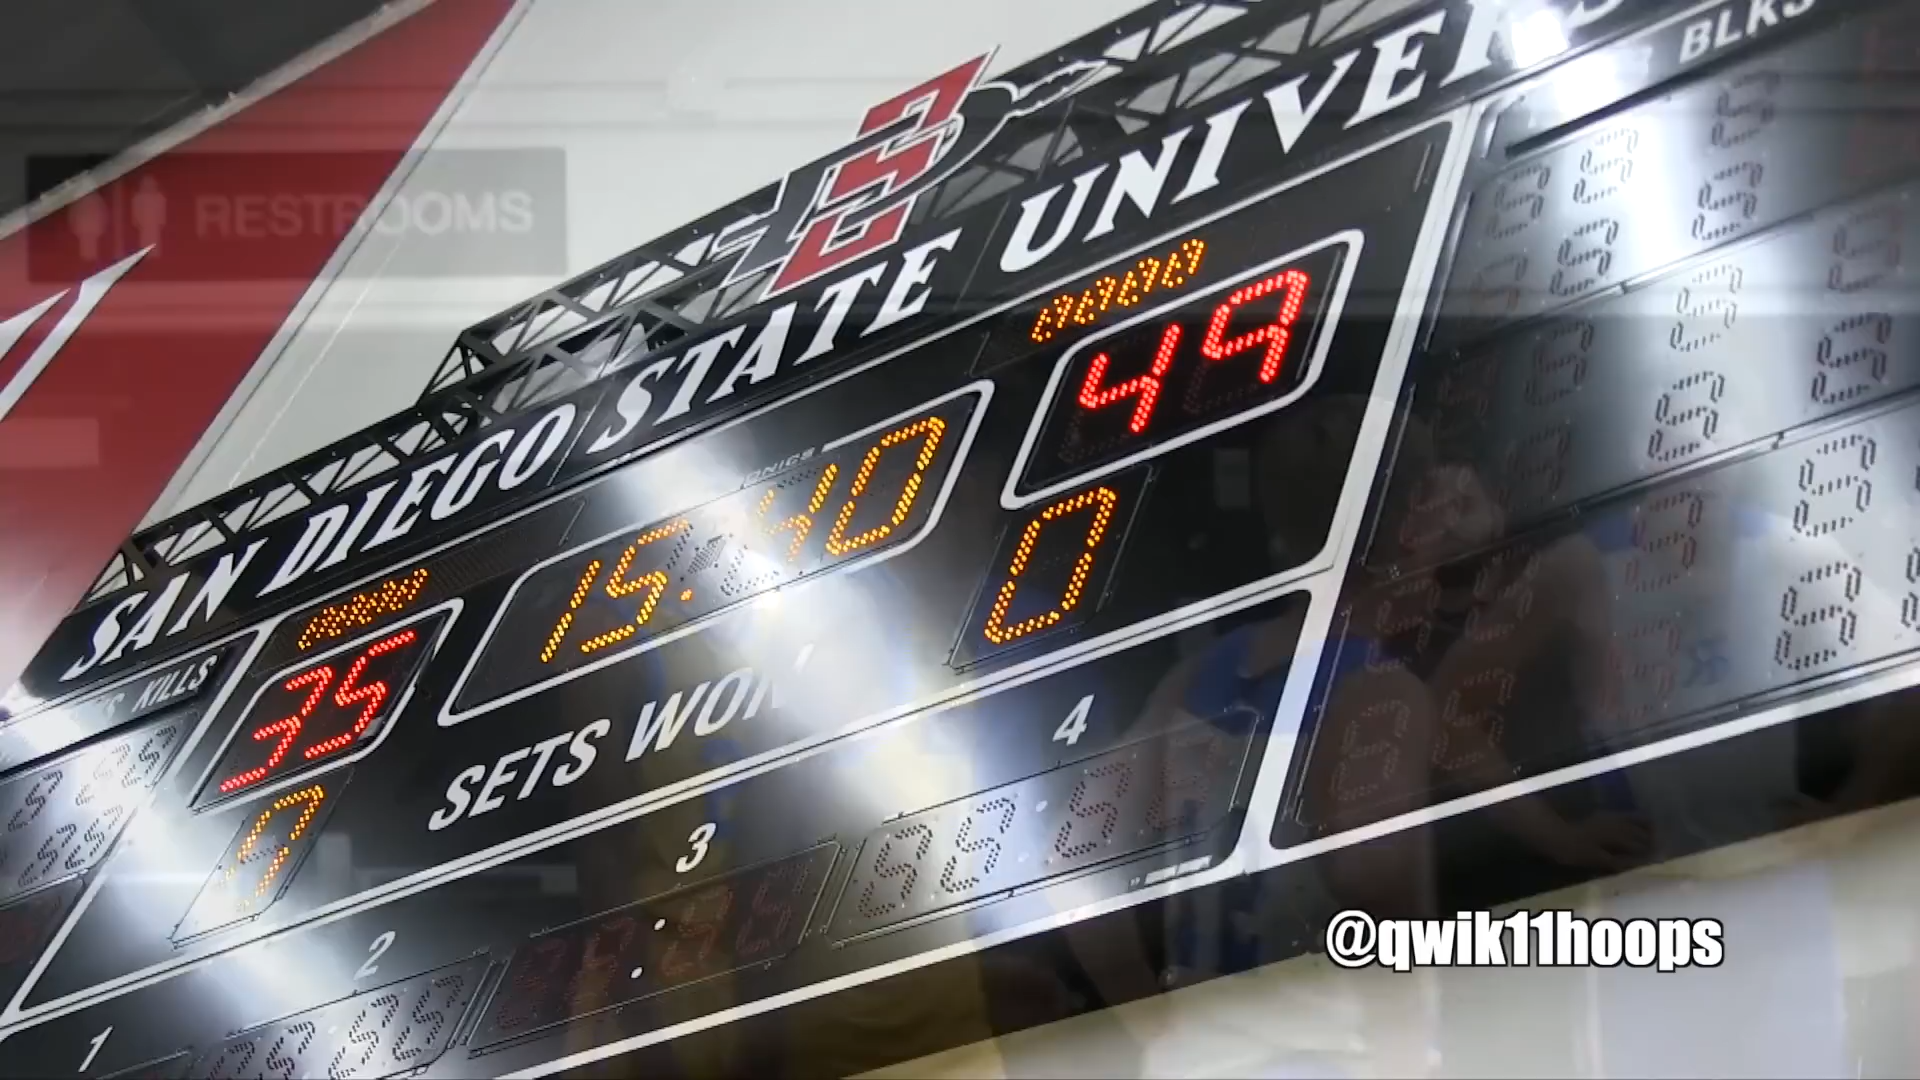 RESTROOMS
SAN DIEGO STATE UNIVERS
BLKS
KILLS
35
15:40
49
0
0
SETS WON
1
2
3
4
@qwik11hoops